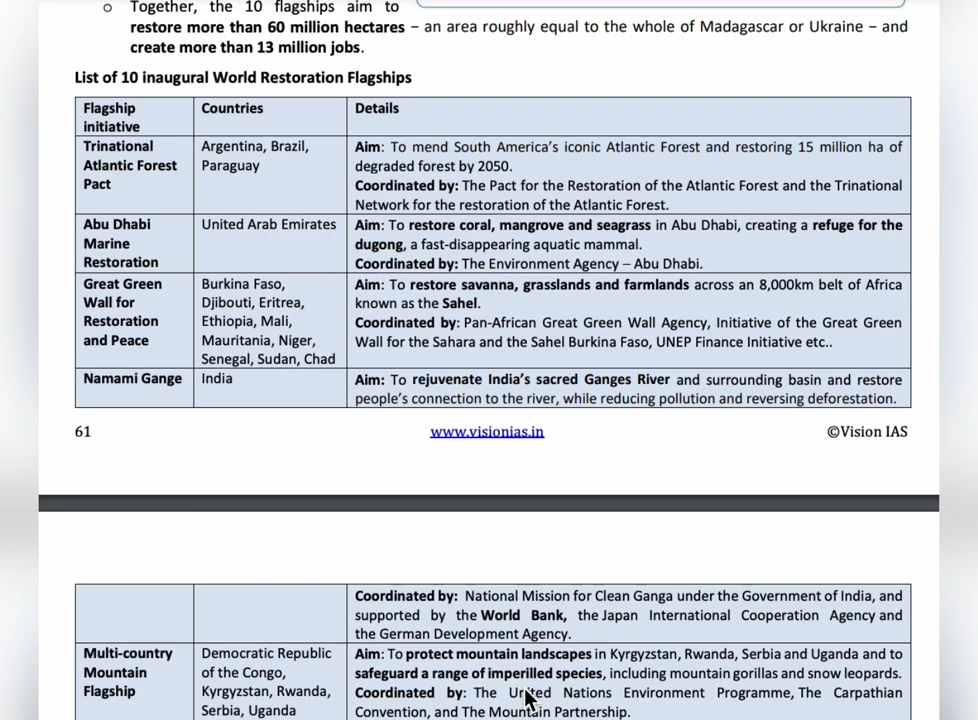 o Together, the 10 flagships aim to
restore more than 60 million hectares – an area roughly equal to the whole of Madagascar or Ukraine – and
create more than 13 million jobs.
List of 10 inaugural World Restoration Flagships
Flagship initiative | Countries | Details
Trinational Atlantic Forest Pact | Argentina, Brazil, Paraguay | Aim: To mend South America's iconic Atlantic Forest and restoring 15 million ha of
degraded forest by 2050.
Coordinated by: The Pact for the Restoration of the Atlantic Forest and the Trinational
Network for the restoration of the Atlantic Forest.
Abu Dhabi Marine Restoration | United Arab Emirates | Aim: To restore coral, mangrove and seagrass in Abu Dhabi, creating a refuge for the
dugong, a fast-disappearing aquatic mammal.
Coordinated by: The Environment Agency – Abu Dhabi.
Great Green Wall for Restoration and Peace | Burkina Faso, Djibouti, Eritrea, Ethiopia, Mali, Mauritania, Niger, Senegal, Sudan, Chad | Aim: To restore savanna, grasslands and farmlands across an 8,000km belt of Africa
known as the Sahel.
Coordinated by: Pan-African Great Green Wall Agency, Initiative of the Great Green
Wall for the Sahara and the Sahel Burkina Faso, UNEP Finance Initiative etc..
Namami Gange | India | Aim: To rejuvenate India's sacred Ganges River and surrounding basin and restore
people's connection to the river, while reducing pollution and reversing deforestation.
61 www.visionias.in ©Vision IAS
Coordinated by: National Mission for Clean Ganga under the Government of India, and
supported by the World Bank, the Japan International Cooperation Agency and
the German Development Agency.
Multi-country Mountain Flagship | Democratic Republic of the Congo, Kyrgyzstan, Rwanda, Serbia, Uganda | Aim: To protect mountain landscapes in Kyrgyzstan, Rwanda, Serbia and Uganda and to
safeguard a range of imperilled species, including mountain gorillas and snow leopards.
Coordinated by: The United Nations Environment Programme, The Carpathian
Convention, and The Mountain Partnership.